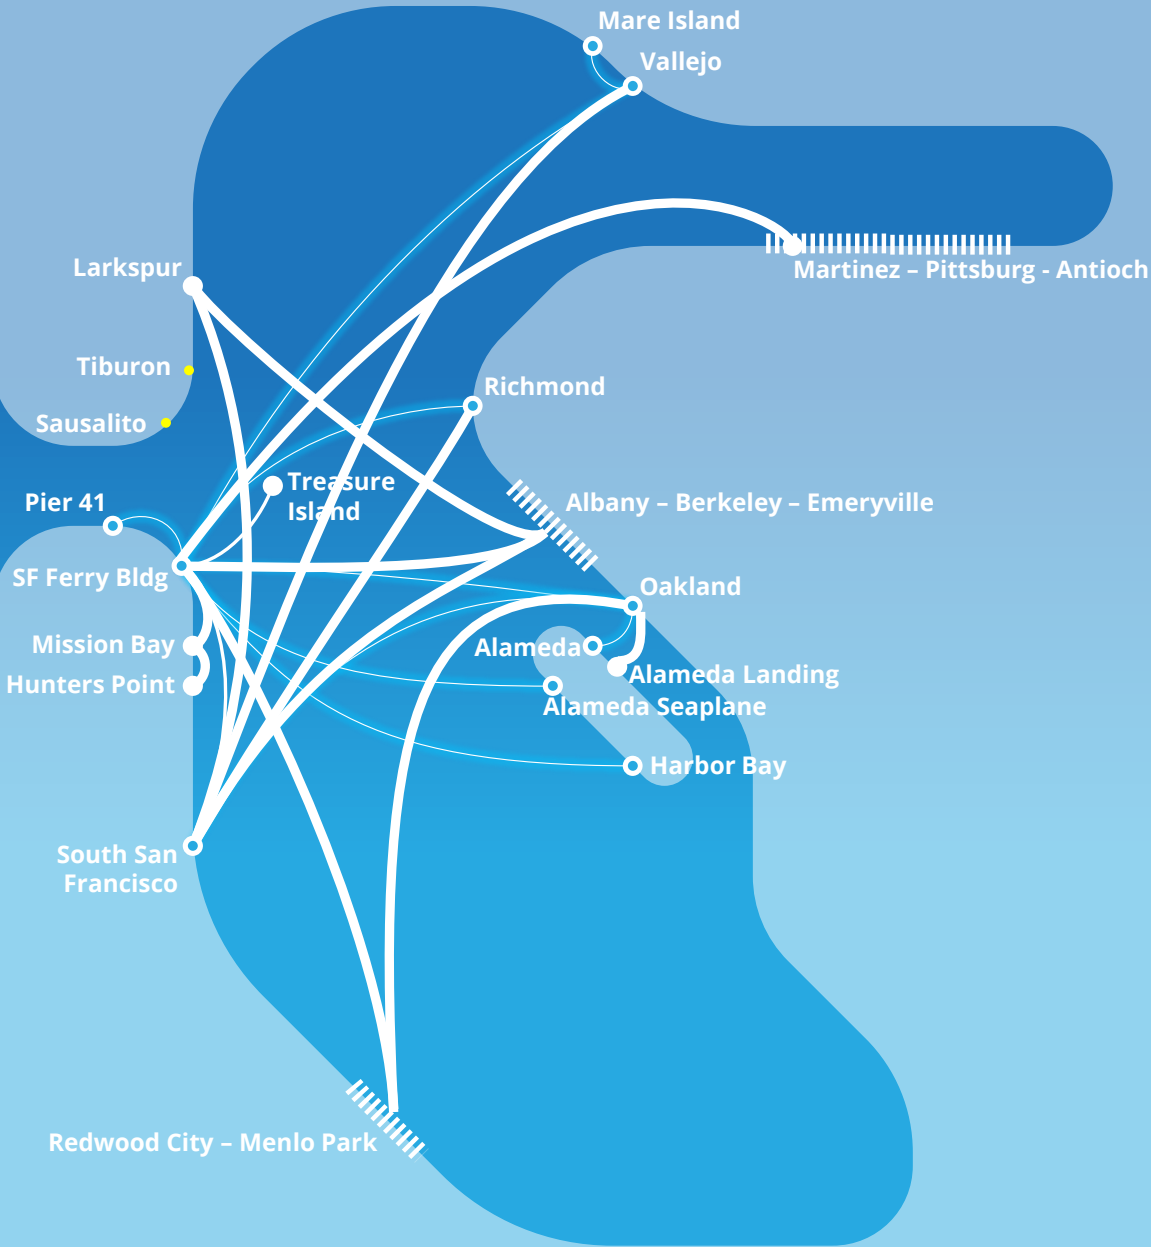 Mare Island
Vallejo
Larkspur
Martinez – Pittsburg - Antioch
Tiburon
Richmond
Sausalito
Treasure
Island
Pier 41
Albany – Berkeley – Emeryville
SF Ferry Bldg
Oakland
Mission Bay
Alameda
Hunters Point
Alameda Landing
Alameda Seaplane
Harbor Bay
South San
Francisco
Redwood City – Menlo Park